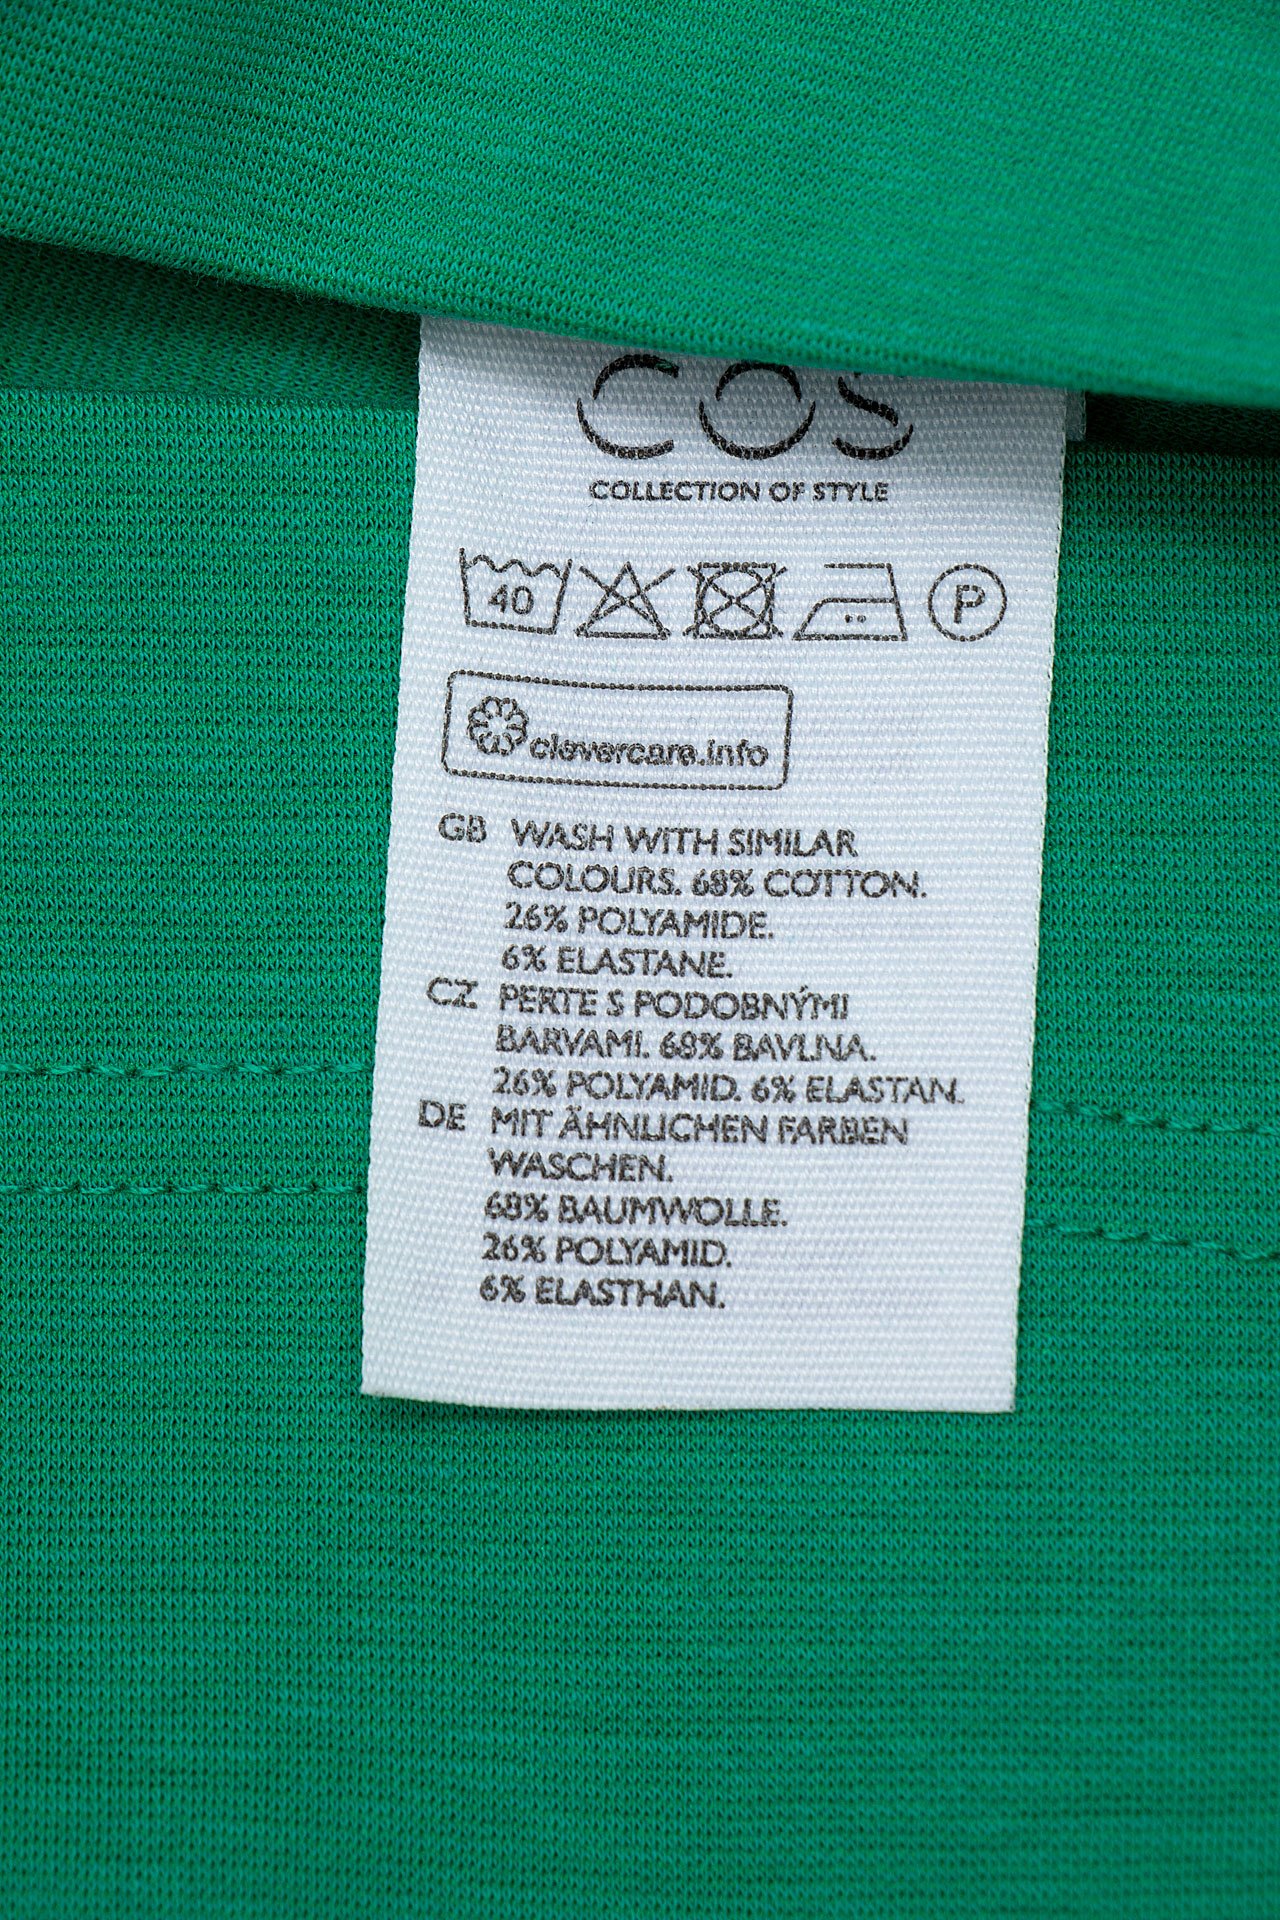 COS
COLLECTION OF STYLE
40 P
clevercare.info
GB WASH WITH SIMILAR
COLOURS. 68% COTTON.
26% POLYAMIDE.
6% ELASTANE.
CZ PERTE S PODOBNÝMI
BARVAMI. 68% BAVLNA.
26% POLYAMID. 6% ELASTAN.
DE MIT ÄHNLICHEN FARBEN
WASCHEN.
68% BAUMWOLLE.
26% POLYAMID.
6% ELASTHAN.